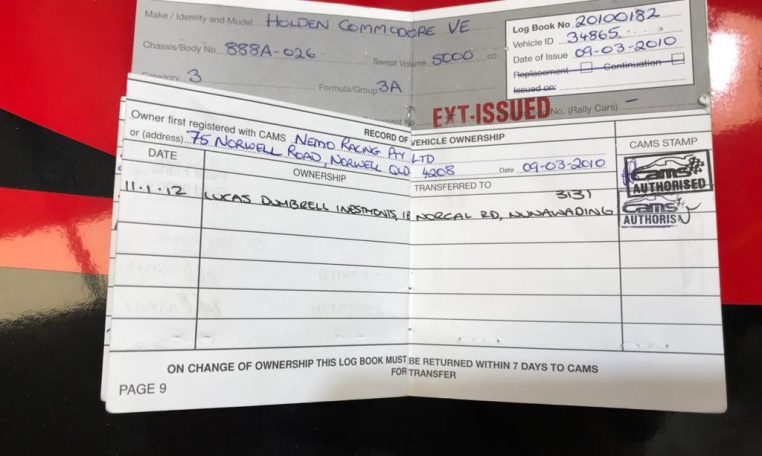 Make / Identity and Model HOLDEN COMMODORE VE
Log Book No 20100182
Vehicle ID 34865
Date of Issue 09-03-2010
Replacement Continuation
Issued on:
Chassis/Body No. 888A-026 Swept Volume 5000 cc
Category 3 Formula/Group 3A
EXT-ISSUED No. (Rally Cars) -
RECORD OF VEHICLE OWNERSHIP
Owner first registered with CAMS NEMO RACING PTY LTD
or (address) 75 NORWELL ROAD, NORWELL QLD 4208 Date 09-03-2010
CAMS STAMP
DATE OWNERSHIP TRANSFERRED TO
CAMS AUTHORISED
11.1.12 LUCAS DUMBRELL INESTMENTS, 18 NORCAL RD, NUNAWADING 3131
CAMS AUTHORIS
ON CHANGE OF OWNERSHIP THIS LOG BOOK MUST BE RETURNED WITHIN 7 DAYS TO CAMS
FOR TRANSFER
PAGE 9